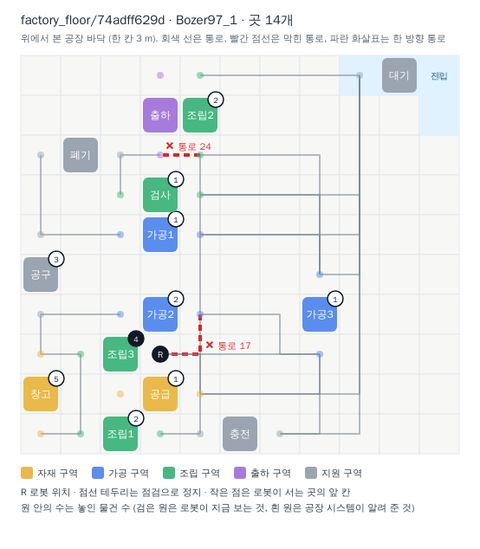 factory_floor/74adff629d · Bozer97_1 · 곳 14개
위에서 본 공장 바닥 (한 칸 3 m). 회색 선은 통로, 빨간 점선은 막힌 통로, 파란 화살표는 한 방향 통로
대기
진입
출하
조립2
2
통로 24
폐기
검사
1
가공1
1
공구
3
가공2
2
가공3
1
조립3
4
R
통로 17
창고
5
공급
1
조립1
2
충전
자재 구역
가공 구역
조립 구역
출하 구역
지원 구역
R 로봇 위치 · 점선 테두리는 점검으로 정지 · 작은 점은 로봇이 서는 곳의 앞 칸
원 안의 수는 놓인 물건 수 (검은 원은 로봇이 지금 보는 것, 흰 원은 공장 시스템이 알려 준 것)